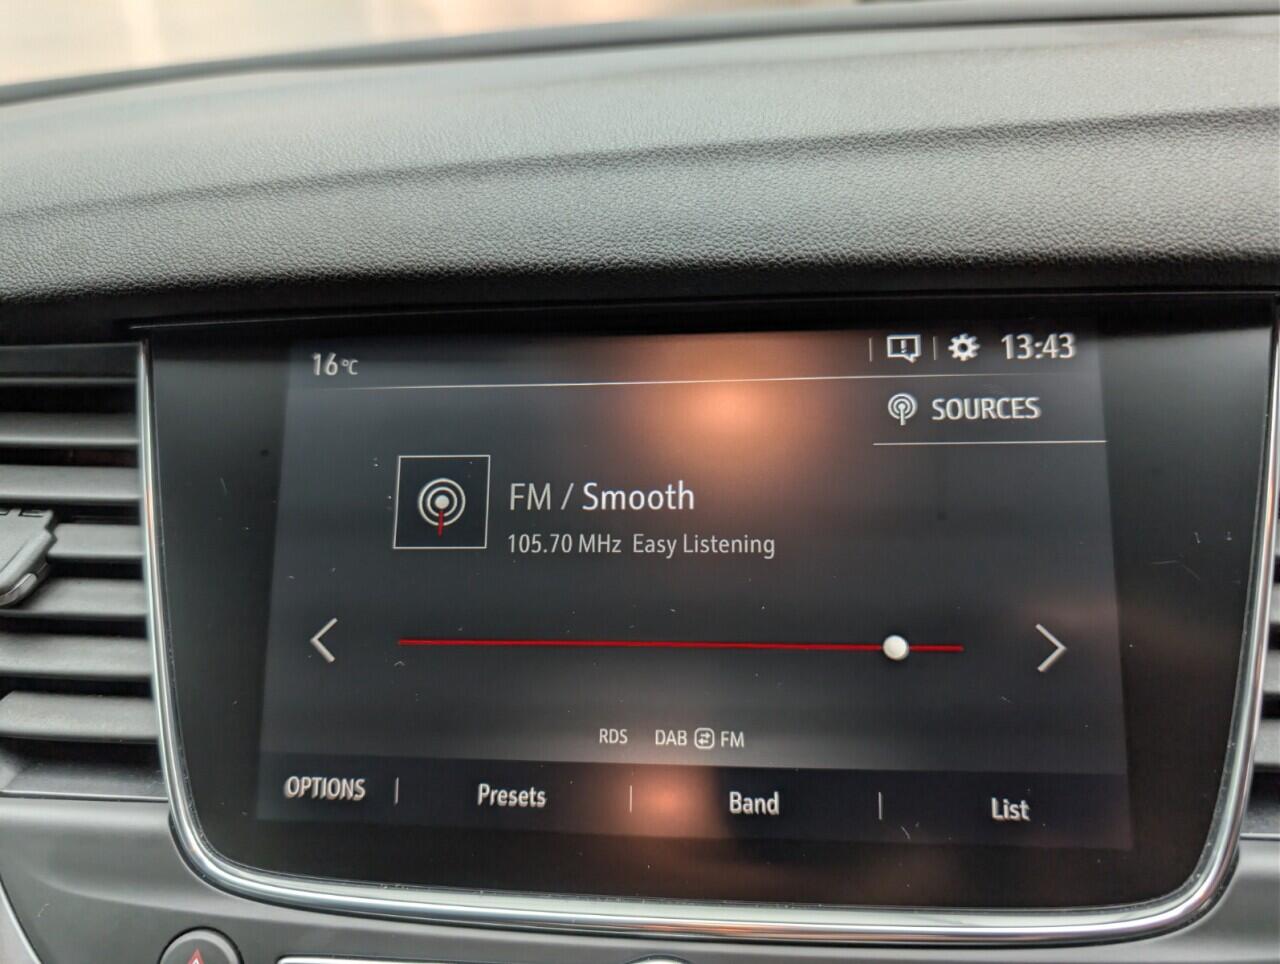 16°C
13:43
SOURCES
FM / Smooth
105.70 MHz Easy Listening
RDS DAB FM
OPTIONS | Presets | Band | List